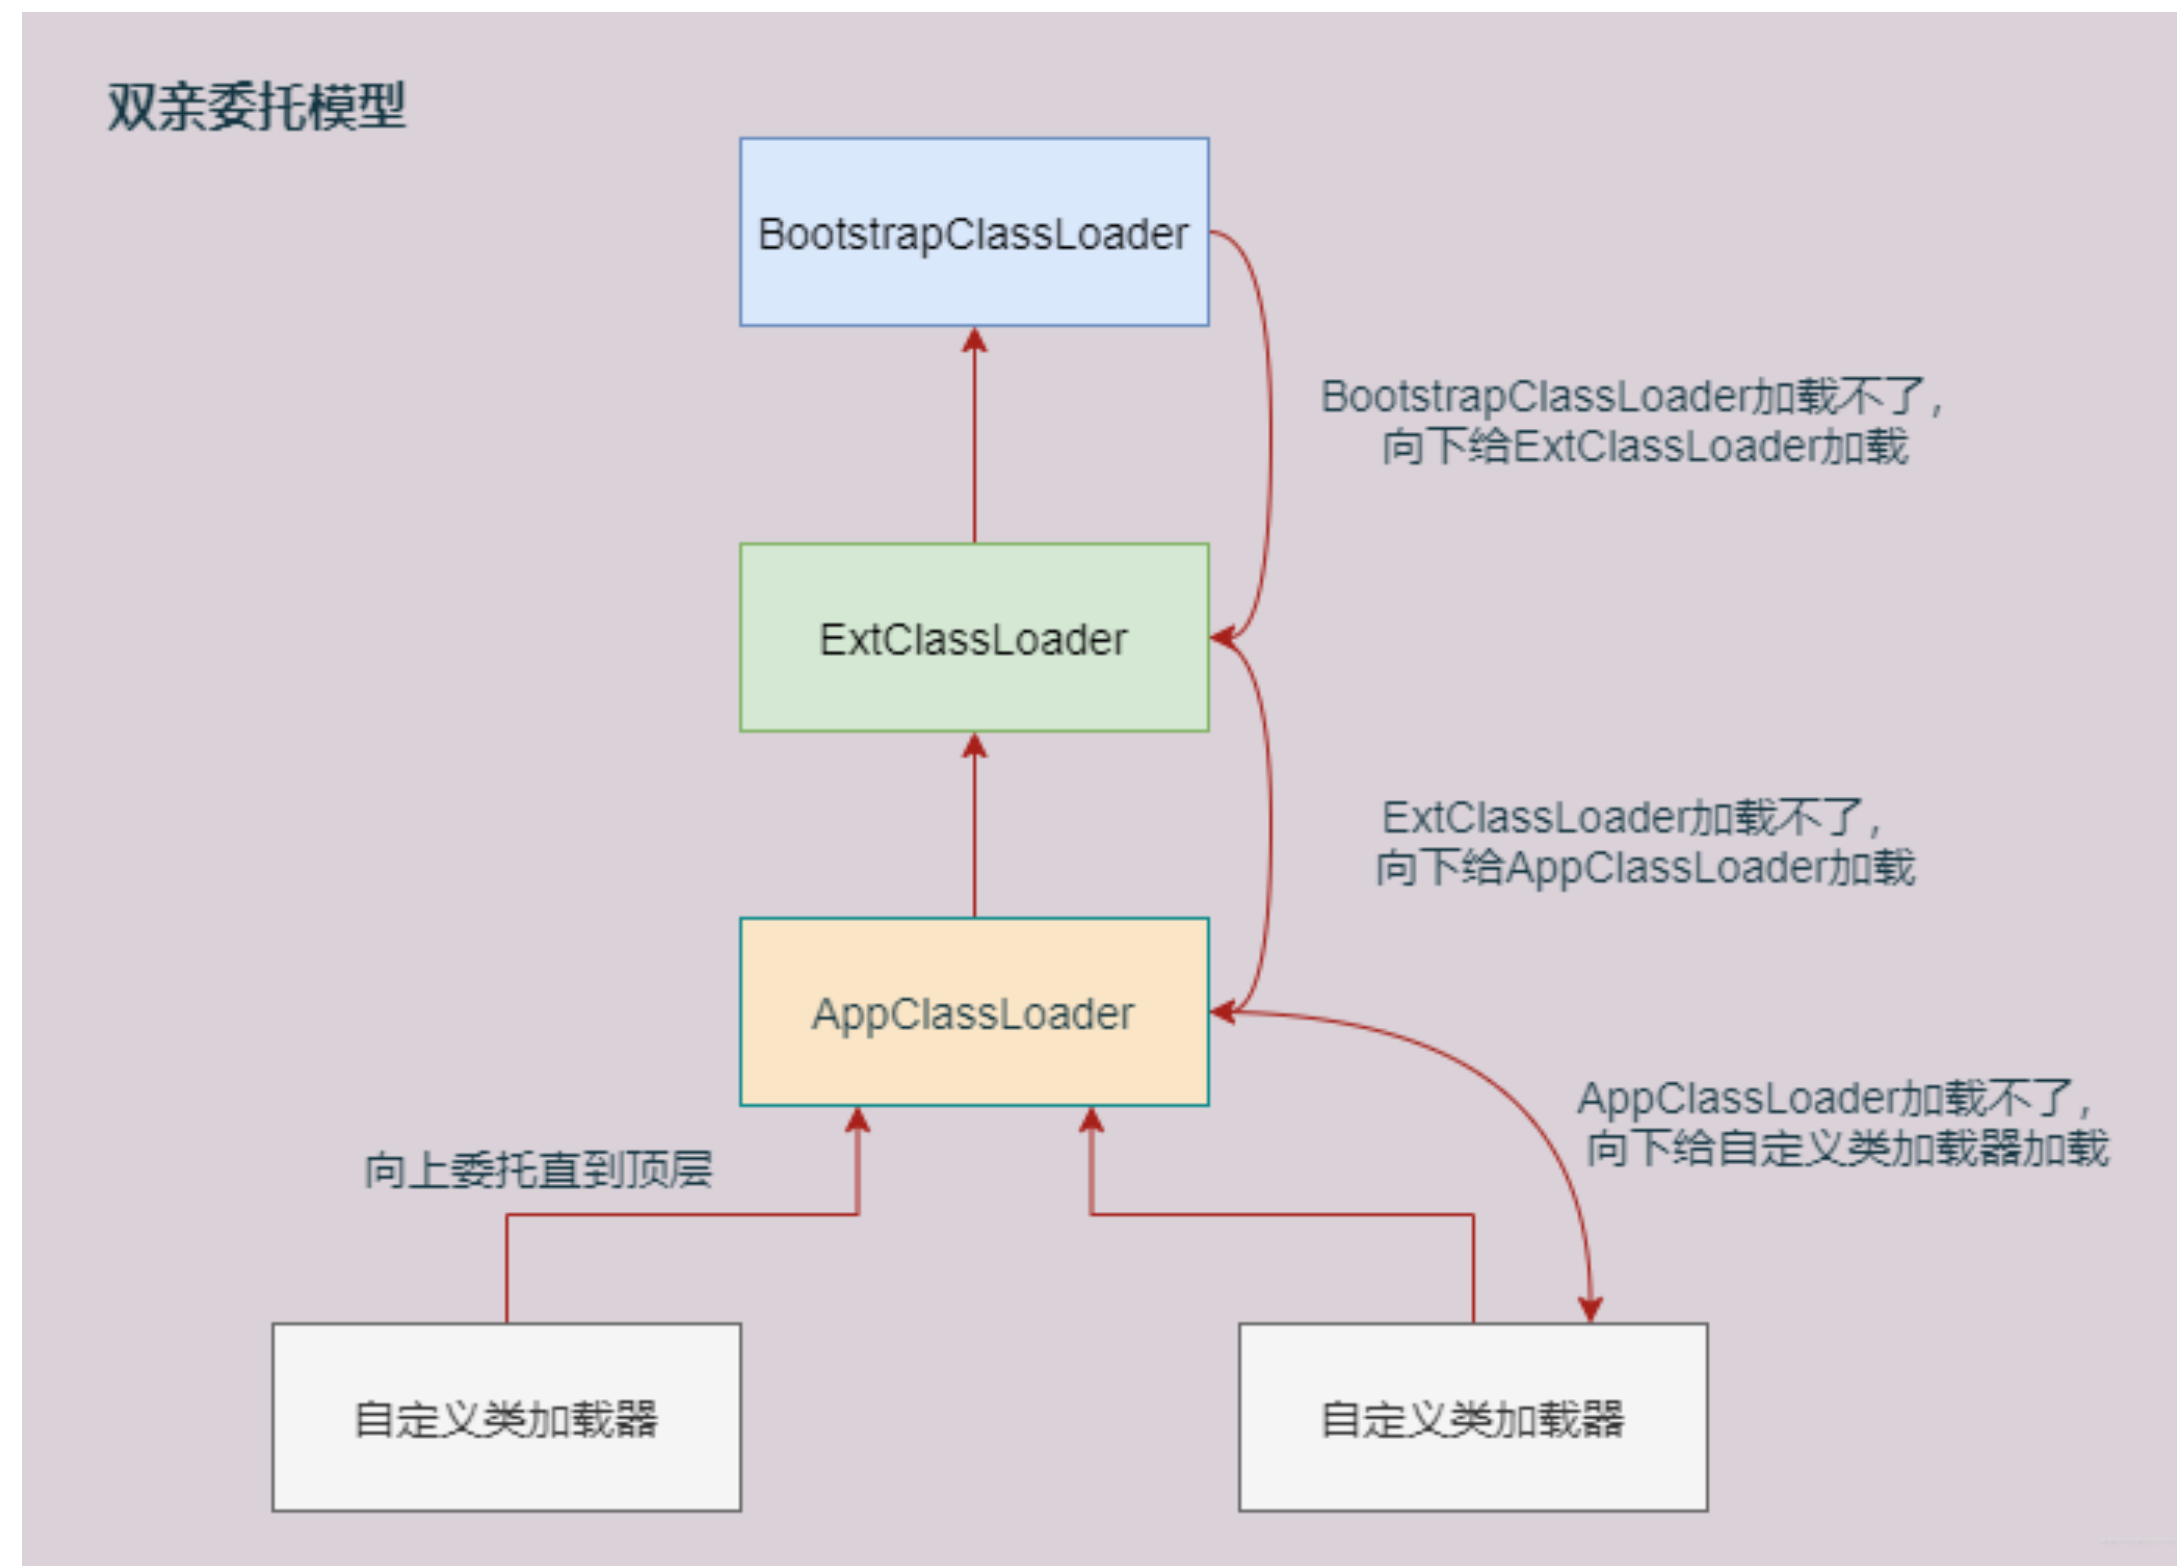 双亲委托模型
BootstrapClassLoader
BootstrapClassLoader加载不了，
向下给ExtClassLoader加载
ExtClassLoader
ExtClassLoader加载不了，
向下给AppClassLoader加载
AppClassLoader
AppClassLoader加载不了，
向下给自定义类加载器加载
向上委托直到顶层
自定义类加载器
自定义类加载器